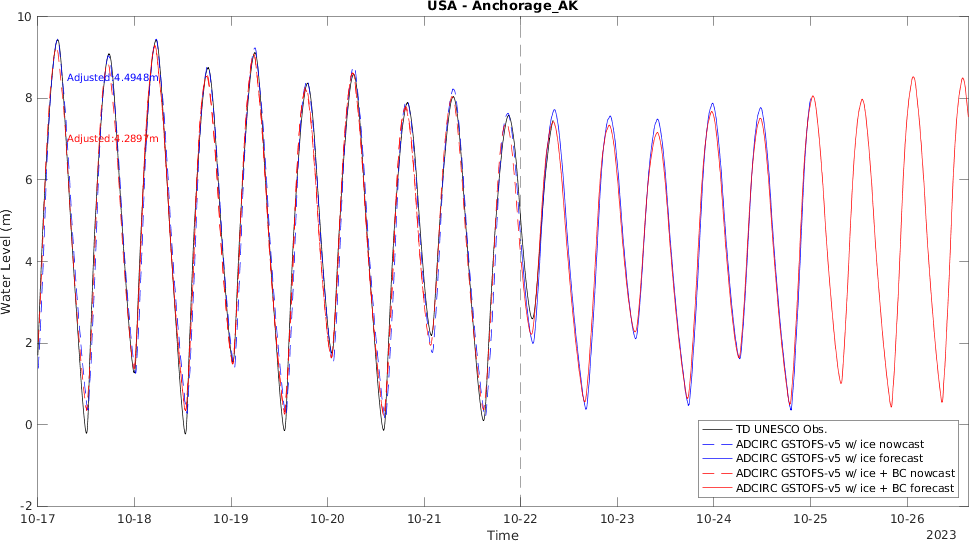 USA - Anchorage_AK
10
8
6
4
2
0
-2
Water Level (m)
Adjusted:4.4948m
Adjusted:4.2897m
TD UNESCO Obs.
ADCIRC GSTOFS-v5 w/ ice nowcast
ADCIRC GSTOFS-v5 w/ ice forecast
ADCIRC GSTOFS-v5 w/ ice + BC nowcast
ADCIRC GSTOFS-v5 w/ ice + BC forecast
10-17 10-18 10-19 10-20 10-21 10-22 10-23 10-24 10-25 10-26
Time
2023